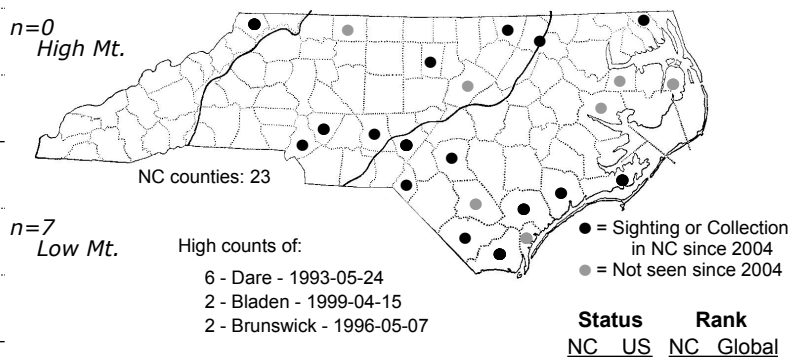 n=0
High Mt.
NC counties: 23
n=7
Low Mt.
High counts of:
6 - Dare - 1993-05-24
2 - Bladen - 1999-04-15
2 - Brunswick - 1996-05-07
= Sighting or Collection
in NC since 2004
= Not seen since 2004
Status Rank
NC US NC Global